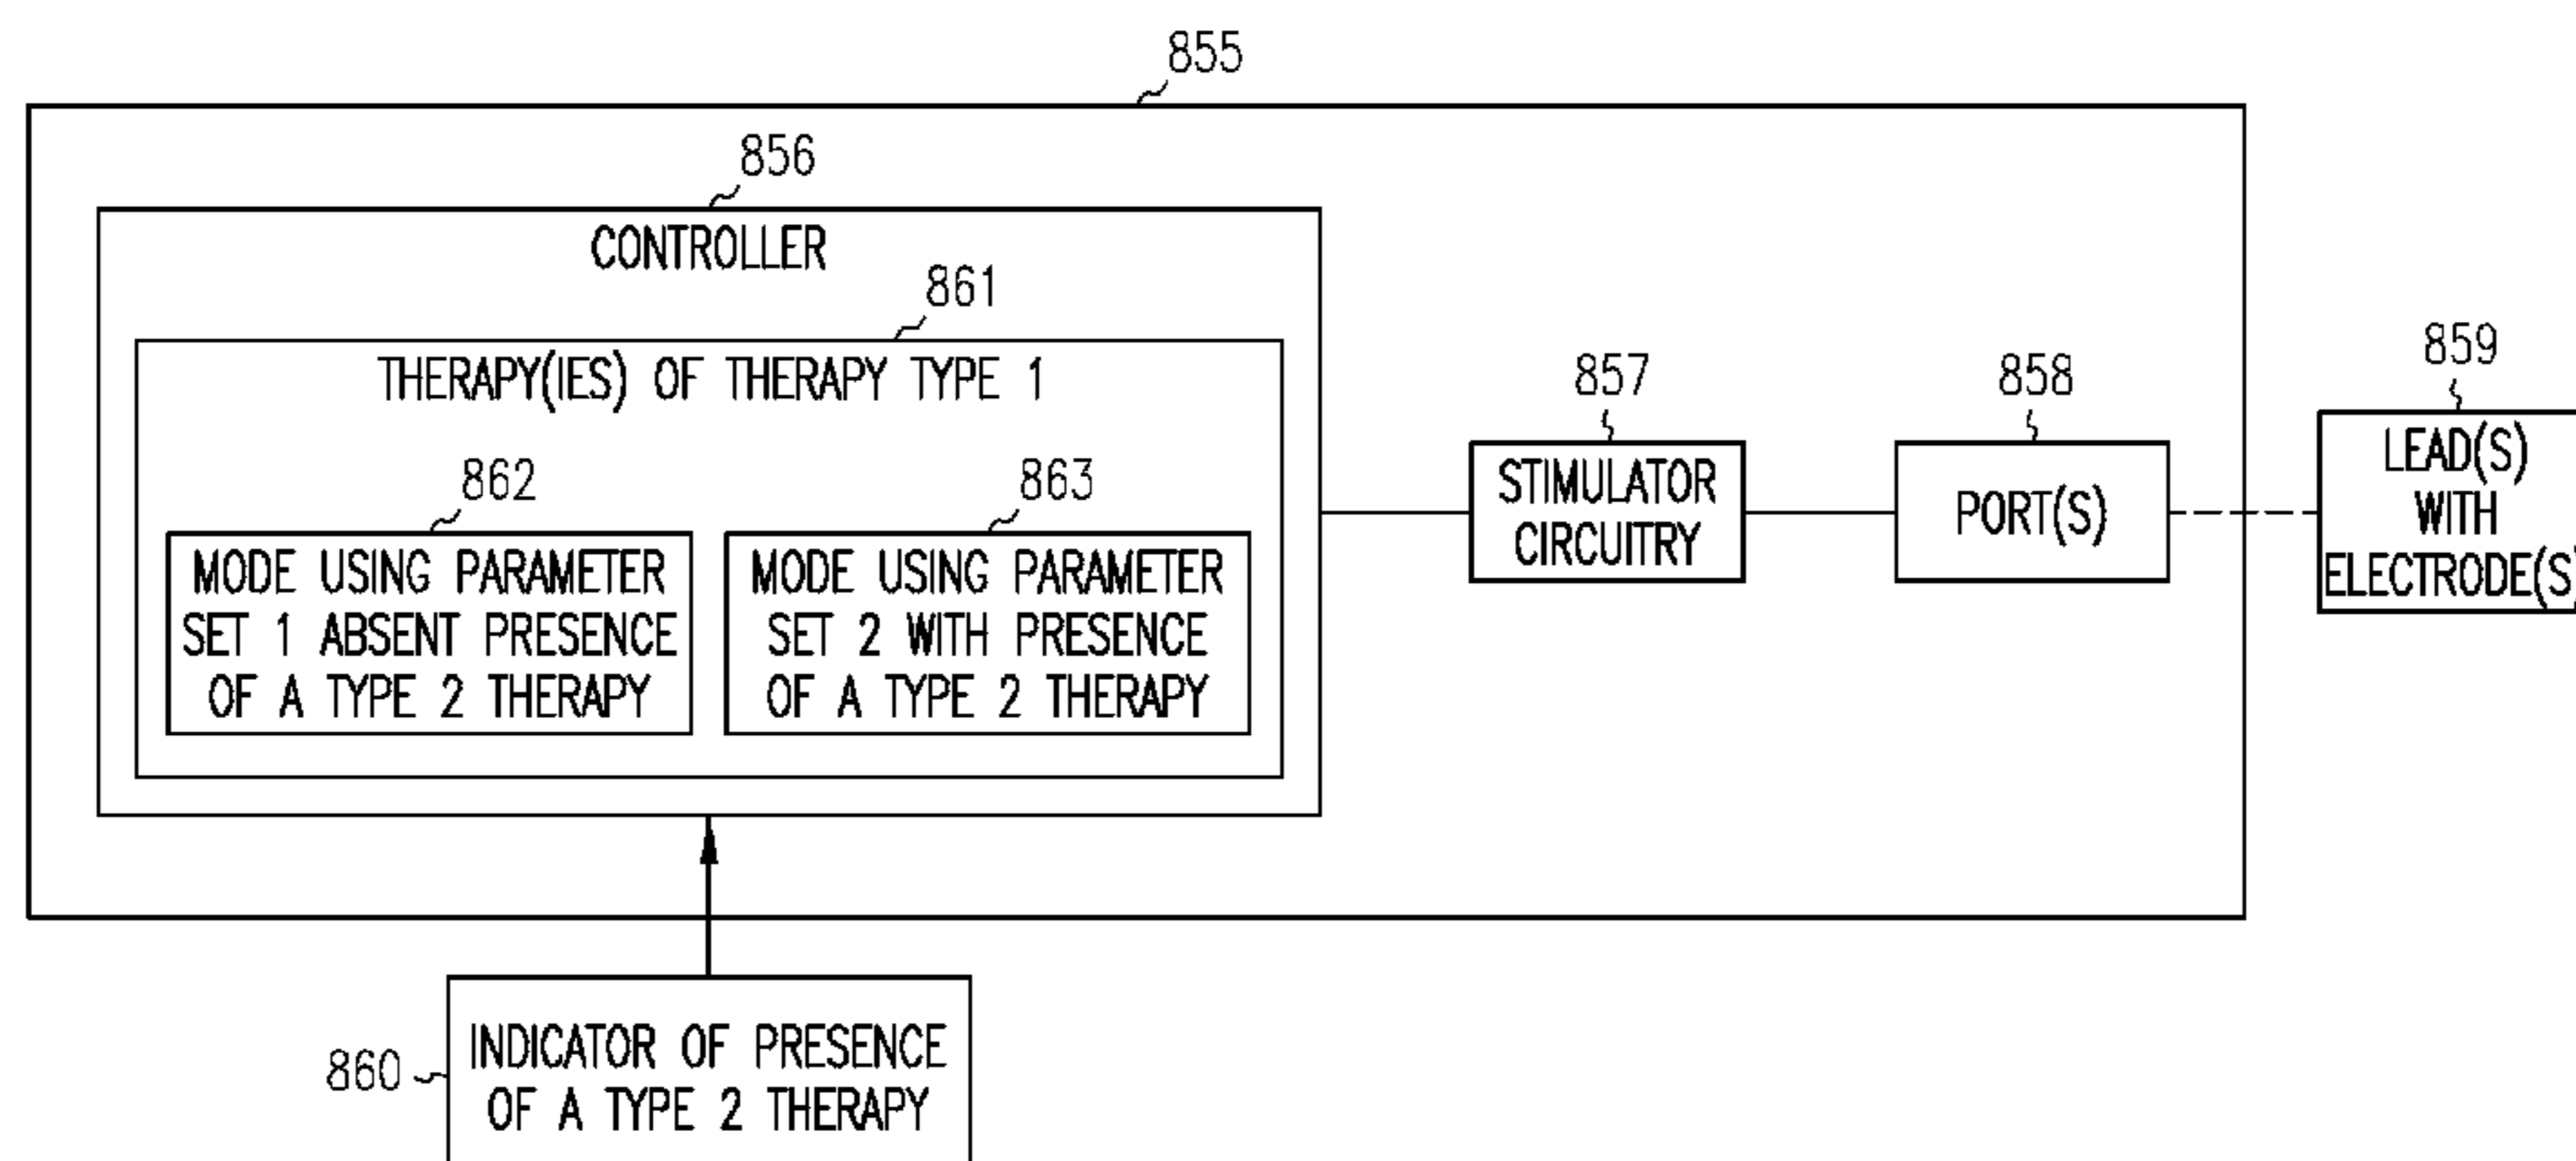 855
856
CONTROLLER
861
THERAPY(IES) OF THERAPY TYPE 1
862
MODE USING PARAMETER
SET 1 ABSENT PRESENCE
OF A TYPE 2 THERAPY
863
MODE USING PARAMETER
SET 2 WITH PRESENCE
OF A TYPE 2 THERAPY
857
STIMULATOR
CIRCUITRY
858
PORT(S)
859
LEAD(S)
WITH
ELECTRODE(S)
860
INDICATOR OF PRESENCE
OF A TYPE 2 THERAPY